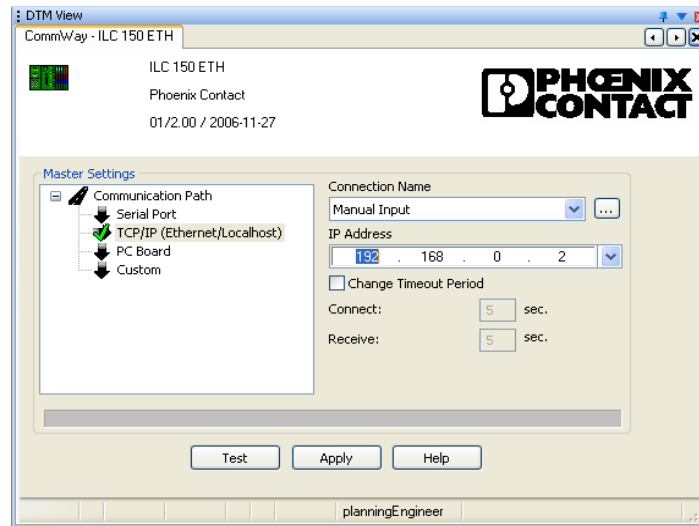 DTM View
CommWay - ILC 150 ETH
ILC 150 ETH
Phoenix Contact
01/2.00 / 2006-11-27
PHŒNIX
CONTACT
Master Settings
Communication Path
Serial Port
TCP/IP (Ethernet/Localhost)
PC Board
Custom
Connection Name
Manual Input
...
IP Address
192 . 168 . 0 . 2
Change Timeout Period
Connect: 5 sec.
Receive: 5 sec.
Test Apply Help
planningEngineer